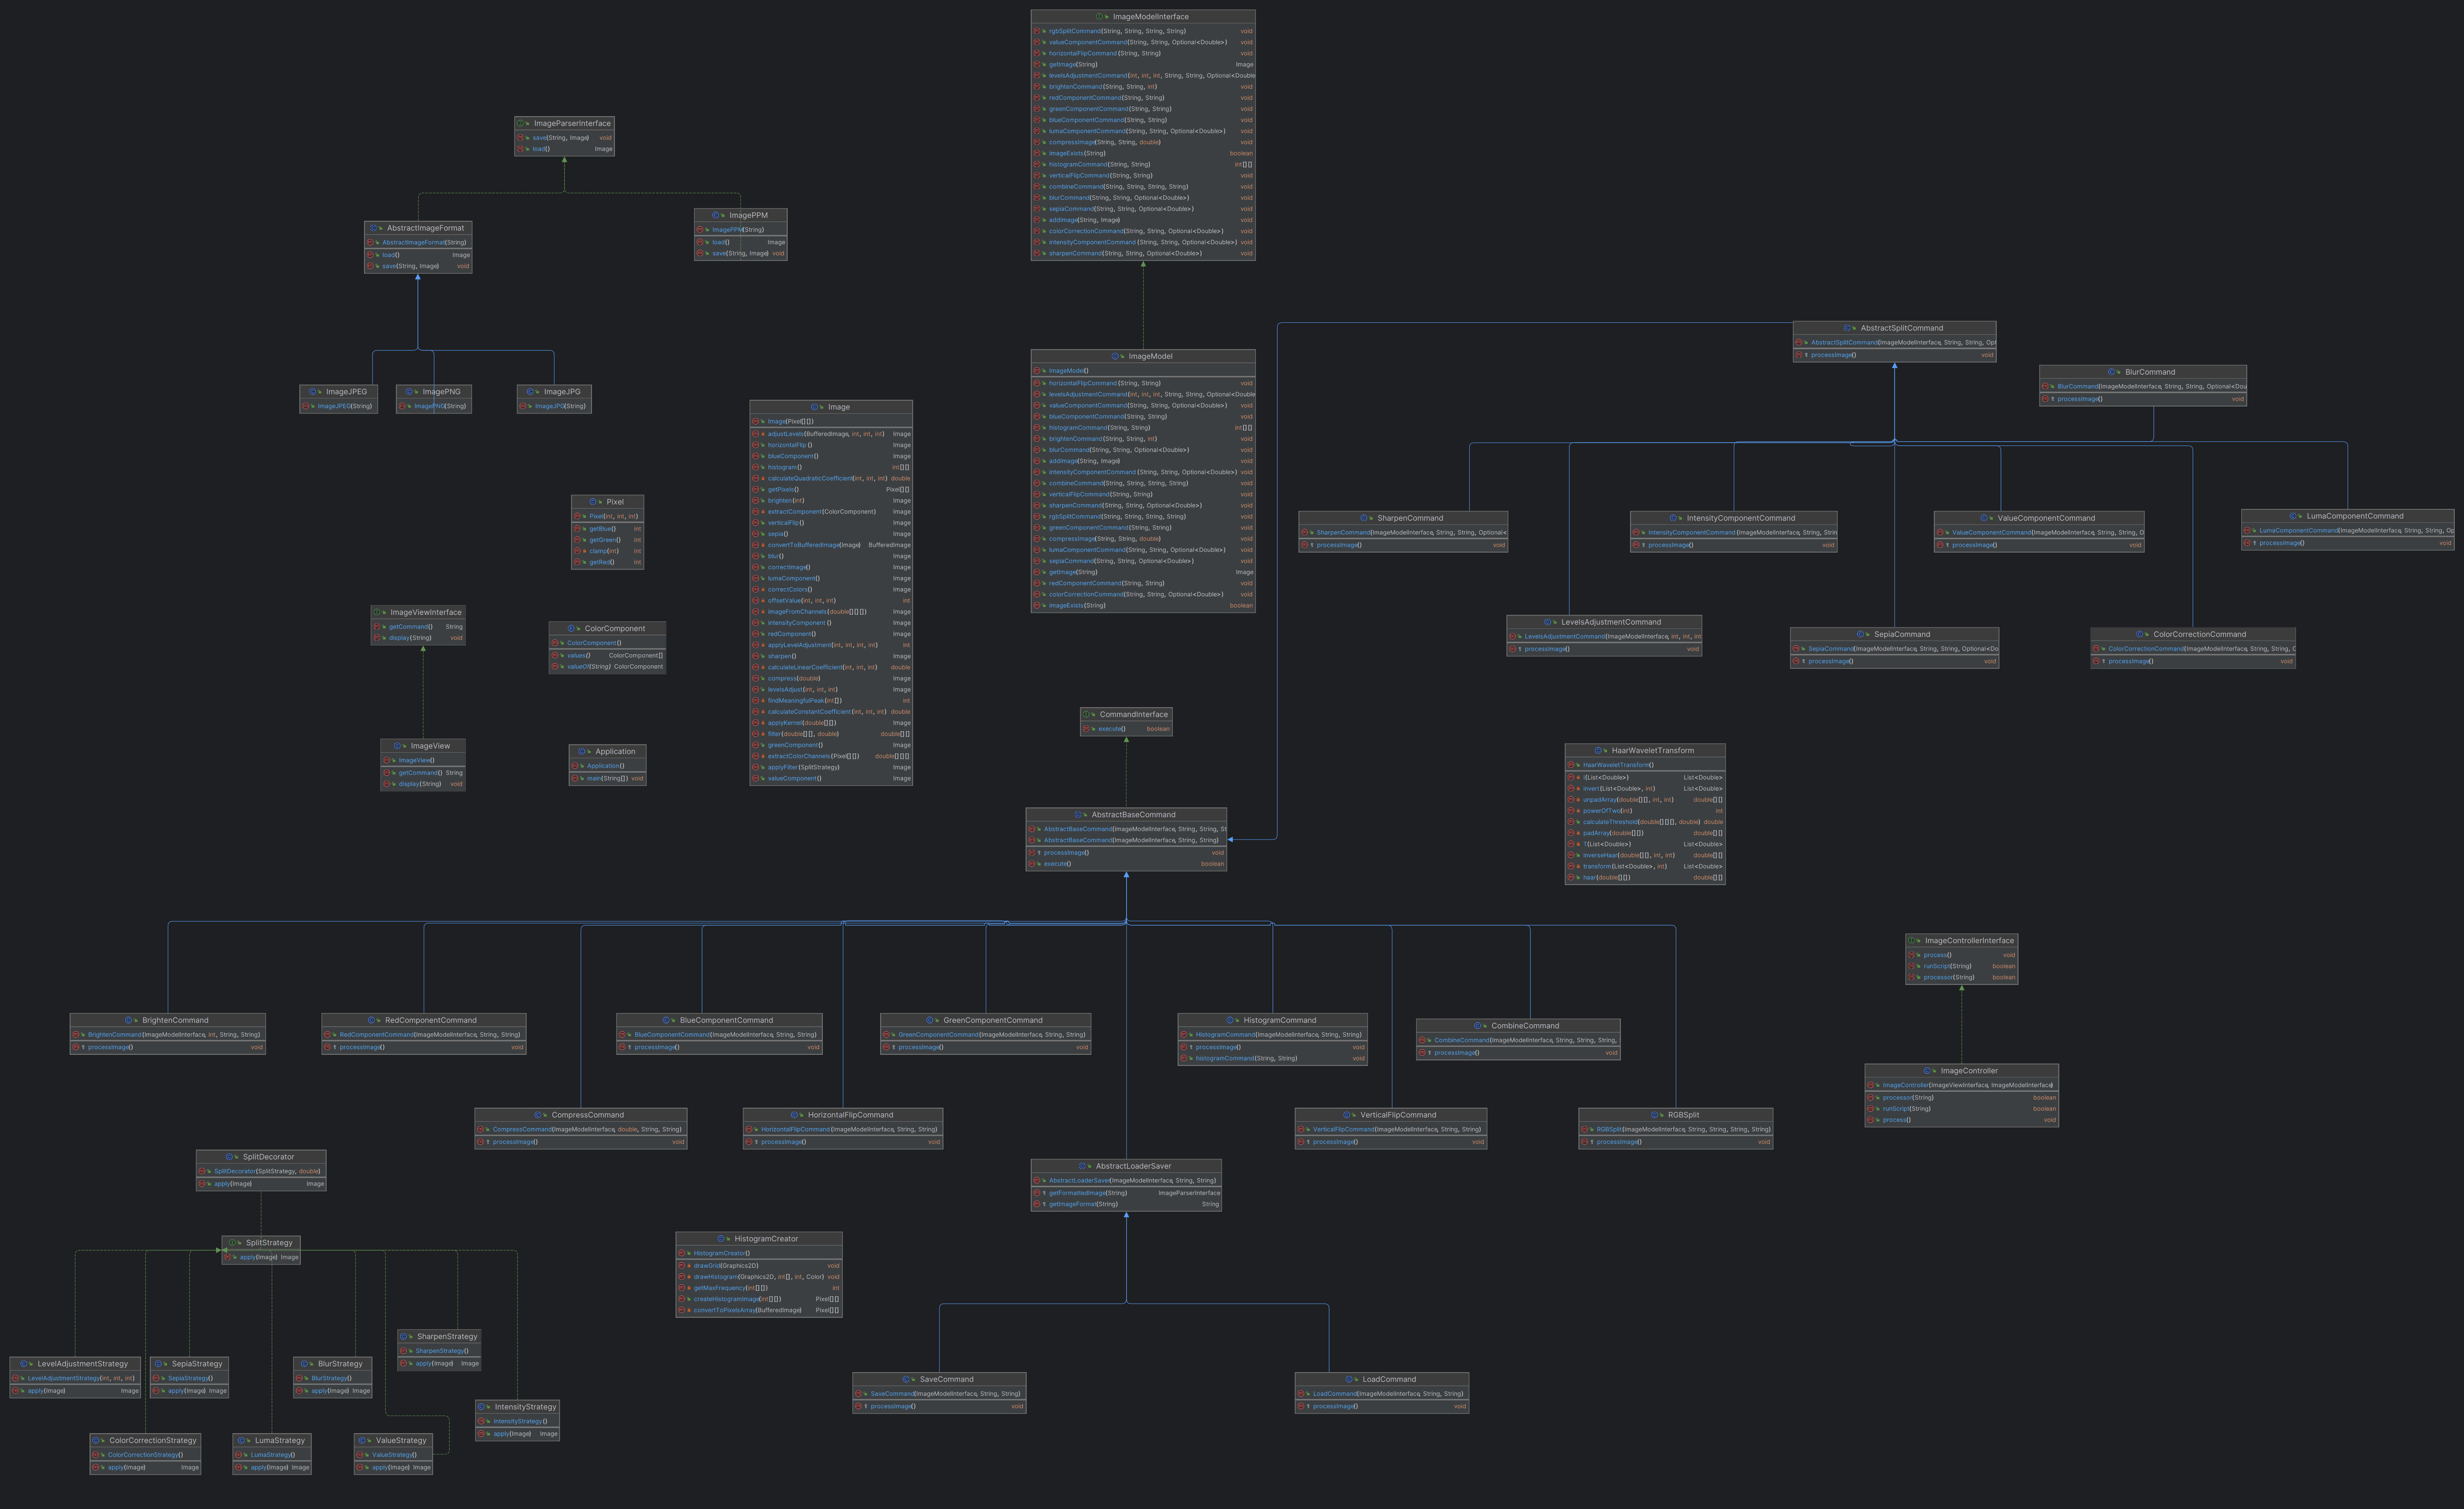 ImageModelInterface
rgbSplitCommand(String, String, String, String) void
valueComponentCommand(String, String, Optional<Double>) void
horizontalFlipCommand (String, String) void
getImage(String) Image
levelsAdjustmentCommand(int, int, int, String, String, Optional<Double
brightenCommand(String, String, int) void
redComponentCommand(String, String) void
greenComponentCommand(String, String) void
blueComponentCommand(String, String) void
lumaComponentCommand(String, String, Optional<Double>) void
compressImage(String, String, double) void
imageExists(String) boolean
histogramCommand(String, String) int[][]
verticalFlipCommand(String, String) void
combineCommand(String, String, String, String) void
blurCommand(String, String, Optional<Double>) void
sepiaCommand(String, String, Optional<Double>) void
addImage(String, Image) void
colorCorrectionCommand(String, String, Optional<Double>) void
intensityComponentCommand (String, String, Optional<Double>) void
sharpenCommand(String, String, Optional<Double>) void
ImageParserInterface
save(String, Image) void
load() Image
ImagePPM
ImagePPM(String)
load() Image
save(String, Image) void
AbstractImageFormat
AbstractImageFormat(String)
load() Image
save(String, Image) void
ImageJPEG
ImageJPEG(String)
ImagePNG
ImagePNG(String)
ImageJPG
ImageJPG(String)
ImageModel
ImageModel()
horizontalFlipCommand (String, String) void
levelsAdjustmentCommand(int, int, int, String, String, Optional<Double
valueComponentCommand(String, String, Optional<Double>) void
blueComponentCommand(String, String) void
histogramCommand(String, String) int[][]
brightenCommand(String, String, int) void
blurCommand(String, String, Optional<Double>) void
addImage(String, Image) void
intensityComponentCommand (String, String, Optional<Double>) void
combineCommand(String, String, String, String) void
verticalFlipCommand(String, String) void
sharpenCommand(String, String, Optional<Double>) void
rgbSplitCommand(String, String, String, String) void
greenComponentCommand(String, String) void
compressImage(String, String, double) void
lumaComponentCommand(String, String, Optional<Double>) void
sepiaCommand(String, String, Optional<Double>) void
getImage(String) Image
redComponentCommand(String, String) void
colorCorrectionCommand(String, String, Optional<Double>) void
imageExists(String) boolean
AbstractSplitCommand
AbstractSplitCommand(ImageModelInterface, String, String, Opt
processImage() void
BlurCommand
BlurCommand(ImageModelInterface, String, String, Optional<Dou
processImage() void
Image
Image(Pixel[][])
adjustLevels(BufferedImage, int, int, int) Image
horizontalFlip () Image
blueComponent() Image
histogram() int[][]
calculateQuadraticCoefficient(int, int, int) double
getPixels() Pixel[][]
brighten(int) Image
extractComponent(ColorComponent) Image
verticalFlip() Image
sepia() Image
convertToBufferedImage(Image) BufferedImage
blur() Image
correctImage() Image
lumaComponent() Image
correctColors() Image
offsetValue(int, int, int) int
imageFromChannels(double[][][]) Image
intensityComponent () Image
redComponent() Image
applyLevelAdjustment(int, int, int, int) int
sharpen() Image
calculateLinearCoefficient(int, int, int) double
compress(double) Image
levelsAdjust(int, int, int) Image
findMeaningfulPeak(int[]) int
calculateConstantCoefficient(int, int, int) double
applyKernel(double[][]) Image
filter(double[][], double) double[][]
greenComponent() Image
extractColorChannels(Pixel[][]) double[][][]
applyFilter(SplitStrategy) Image
valueComponent() Image
Pixel
Pixel(int, int, int)
getBlue() int
getGreen() int
clamp(int) int
getRed() int
SharpenCommand
SharpenCommand(ImageModelInterface, String, String, Optional<
processImage() void
IntensityComponentCommand
IntensityComponentCommand (ImageModelInterface, String, Strin
processImage() void
ValueComponentCommand
ValueComponentCommand(ImageModelInterface, String, String, O
processImage() void
LumaComponentCommand
LumaComponentCommand(ImageModelInterface, String, String, Op
processImage() void
ImageViewInterface
getCommand() String
display(String) void
ColorComponent
ColorComponent()
values() ColorComponent[]
valueOf(String) ColorComponent
LevelsAdjustmentCommand
LevelsAdjustmentCommand(ImageModelInterface, int, int, int
processImage() void
SepiaCommand
SepiaCommand(ImageModelInterface, String, String, Optional<Do
processImage() void
ColorCorrectionCommand
ColorCorrectionCommand(ImageModelInterface, String, String, O
processImage() void
CommandInterface
execute() boolean
ImageView
ImageView()
getCommand() String
display(String) void
Application
Application()
main(String[]) void
HaarWaveletTransform
HaarWaveletTransform()
I(List<Double>) List<Double>
invert(List<Double>, int) List<Double>
unpadArray(double[][], int, int) double[][]
powerOfTwo(int) int
calculateThreshold(double[][][], double) double
padArray(double[][]) double[][]
T(List<Double>) List<Double>
inverseHaar(double[][], int, int) double[][]
transform(List<Double>, int) List<Double>
haar(double[][]) double[][]
AbstractBaseCommand
AbstractBaseCommand(ImageModelInterface, String, String, St
AbstractBaseCommand(ImageModelInterface, String, String)
processImage() void
execute() boolean
ImageControllerInterface
process() void
runScript(String) boolean
processor(String) boolean
BrightenCommand
BrightenCommand(ImageModelInterface, int, String, String)
processImage() void
RedComponentCommand
RedComponentCommand(ImageModelInterface, String, String)
processImage() void
BlueComponentCommand
BlueComponentCommand(ImageModelInterface, String, String)
processImage() void
GreenComponentCommand
GreenComponentCommand(ImageModelInterface, String, String)
processImage() void
HistogramCommand
HistogramCommand(ImageModelInterface, String, String)
processImage() void
histogramCommand(String, String) void
CombineCommand
CombineCommand(ImageModelInterface, String, String, String,
processImage() void
ImageController
ImageController(ImageViewInterface, ImageModelInterface)
processor(String) boolean
runScript(String) boolean
process() void
CompressCommand
CompressCommand(ImageModelInterface, double, String, String)
processImage() void
HorizontalFlipCommand
HorizontalFlipCommand (ImageModelInterface, String, String)
processImage() void
VerticalFlipCommand
VerticalFlipCommand(ImageModelInterface, String, String)
processImage() void
RGBSplit
RGBSplit(ImageModelInterface, String, String, String, String)
processImage() void
SplitDecorator
SplitDecorator(SplitStrategy, double)
apply(Image) Image
AbstractLoaderSaver
AbstractLoaderSaver(ImageModelInterface, String, String)
getFormattedImage(String) ImageParserInterface
getImageFormat(String) String
SplitStrategy
apply(Image) Image
HistogramCreator
HistogramCreator()
drawGrid(Graphics2D) void
drawHistogram(Graphics2D, int[], int, Color) void
getMaxFrequency(int[][]) int
createHistogramImage(int[][]) Pixel[][]
convertToPixelsArray(BufferedImage) Pixel[][]
SharpenStrategy
SharpenStrategy()
apply(Image) Image
LevelAdjustmentStrategy
LevelAdjustmentStrategy(int, int, int)
apply(Image) Image
SepiaStrategy
SepiaStrategy()
apply(Image) Image
BlurStrategy
BlurStrategy()
apply(Image) Image
SaveCommand
SaveCommand(ImageModelInterface, String, String)
processImage() void
LoadCommand
LoadCommand(ImageModelInterface, String, String)
processImage() void
IntensityStrategy
IntensityStrategy()
apply(Image) Image
ColorCorrectionStrategy
ColorCorrectionStrategy()
apply(Image) Image
LumaStrategy
LumaStrategy()
apply(Image) Image
ValueStrategy
ValueStrategy()
apply(Image) Image